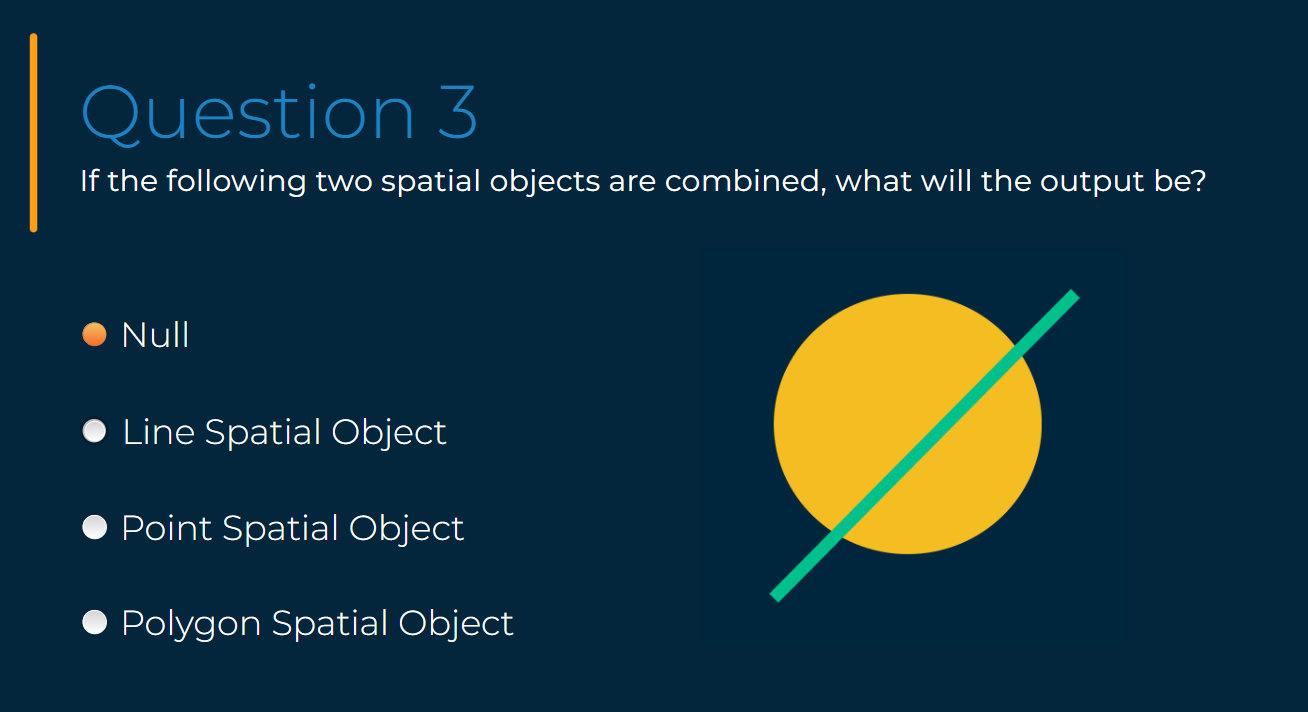 Question 3
If the following two spatial objects are combined, what will the output be?
Null
Line Spatial Object
Point Spatial Object
Polygon Spatial Object